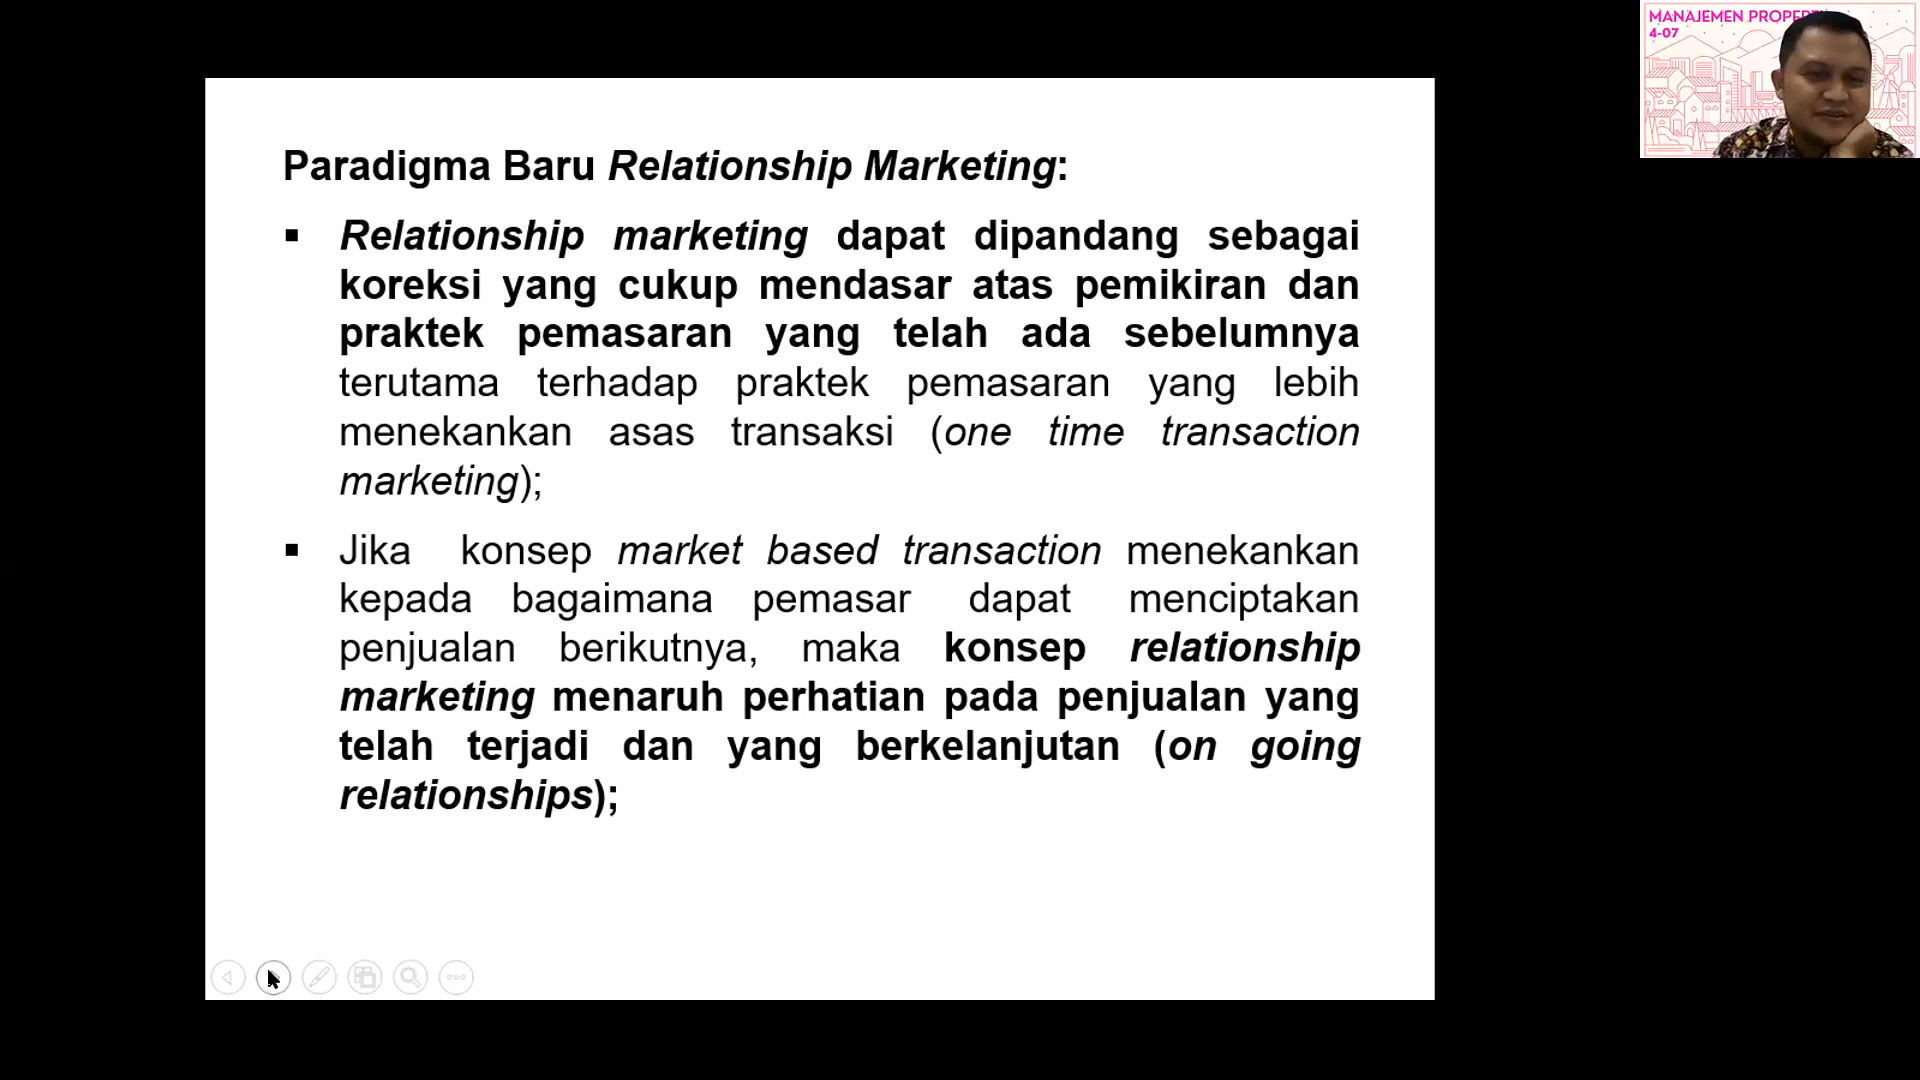 MANAJEMEN PROPE
4-07
Paradigma Baru Relationship Marketing:
▪ Relationship marketing dapat dipandang sebagai
koreksi yang cukup mendasar atas pemikiran dan
praktek pemasaran yang telah ada sebelumnya
terutama terhadap praktek pemasaran yang lebih
menekankan asas transaksi (one time transaction
marketing);
▪ Jika konsep market based transaction menekankan
kepada bagaimana pemasar dapat menciptakan
penjualan berikutnya, maka konsep relationship
marketing menaruh perhatian pada penjualan yang
telah terjadi dan yang berkelanjutan (on going
relationships);